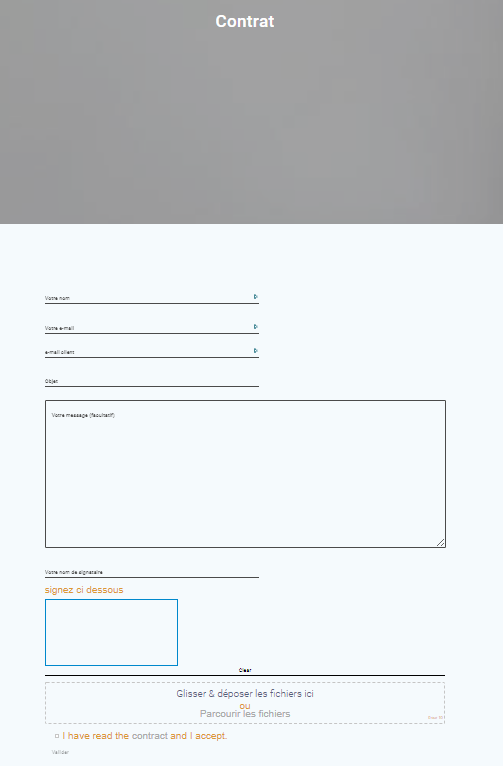 Contrat
Votre nom
Votre e-mail
e-mail client
Objet
Votre message (facultatif)
Votre nom de signataire
signez ci dessous
Clear
Glisser & déposer les fichiers ici
ou
Parcourir les fichiers
I have read the contract and I accept.
Valider